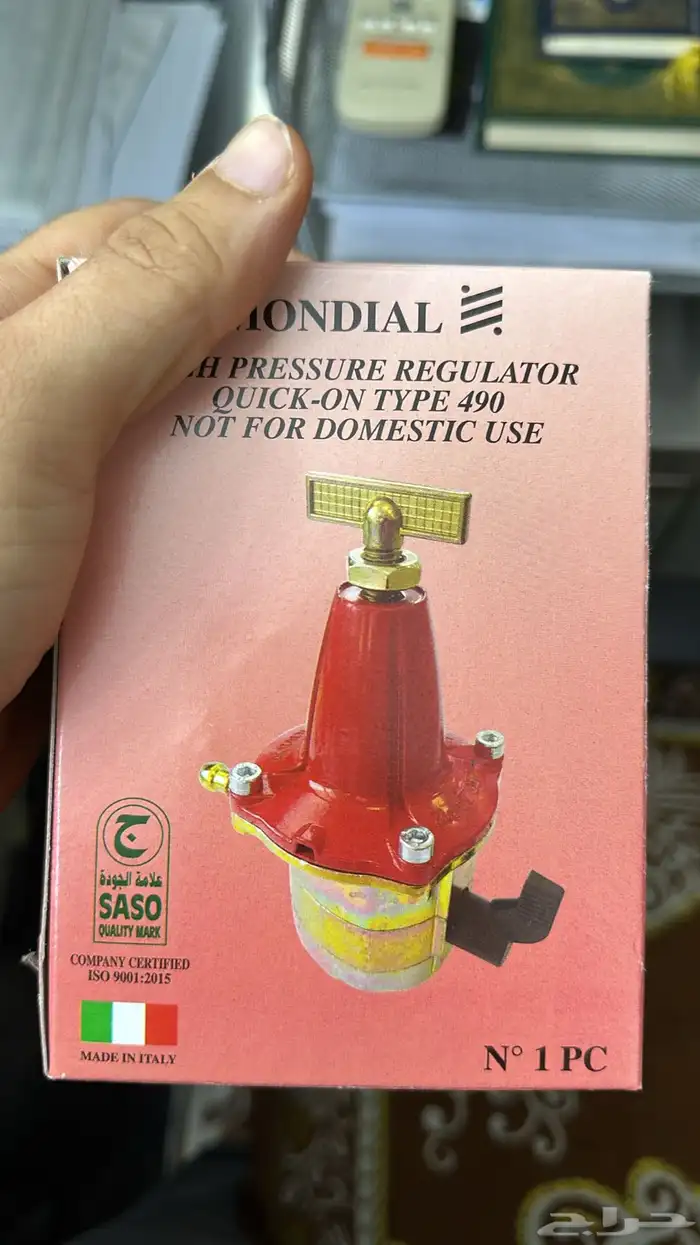 MONDIAL
PRESSURE REGULATOR
QUICK-ON TYPE 490
NOT FOR DOMESTIC USE
علامة الجودة
SASO
QUALITY MARK
COMPANY CERTIFIED
ISO 9001:2015
MADE IN ITALY
N° 1 PC
حراج